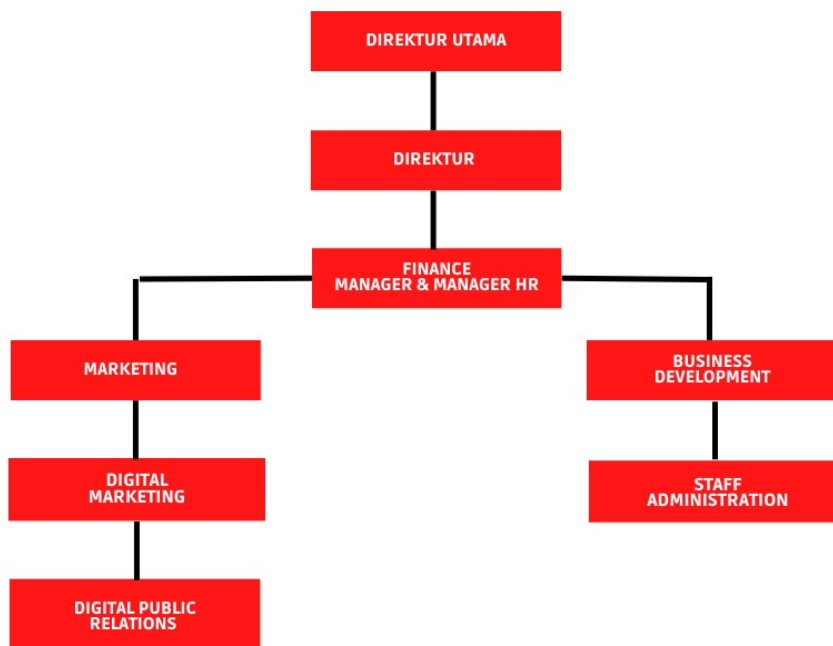 DIREKTUR UTAMA
DIREKTUR
FINANCE
MANAGER & MANAGER HR
MARKETING
BUSINESS
DEVELOPMENT
DIGITAL
MARKETING
STAFF
ADMINISTRATION
DIGITAL PUBLIC
RELATIONS